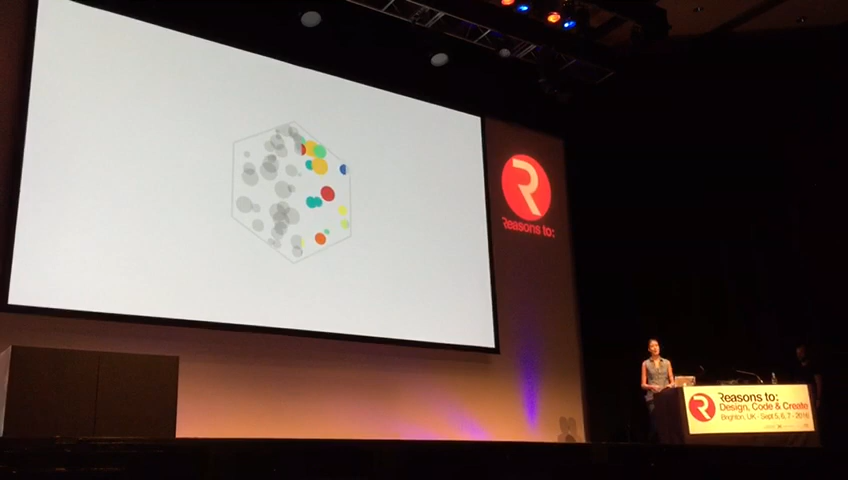 Reasons to:
Reasons to:
Design, Code & Create
Brighton, UK - Sept 5, 6, 7 - 2016